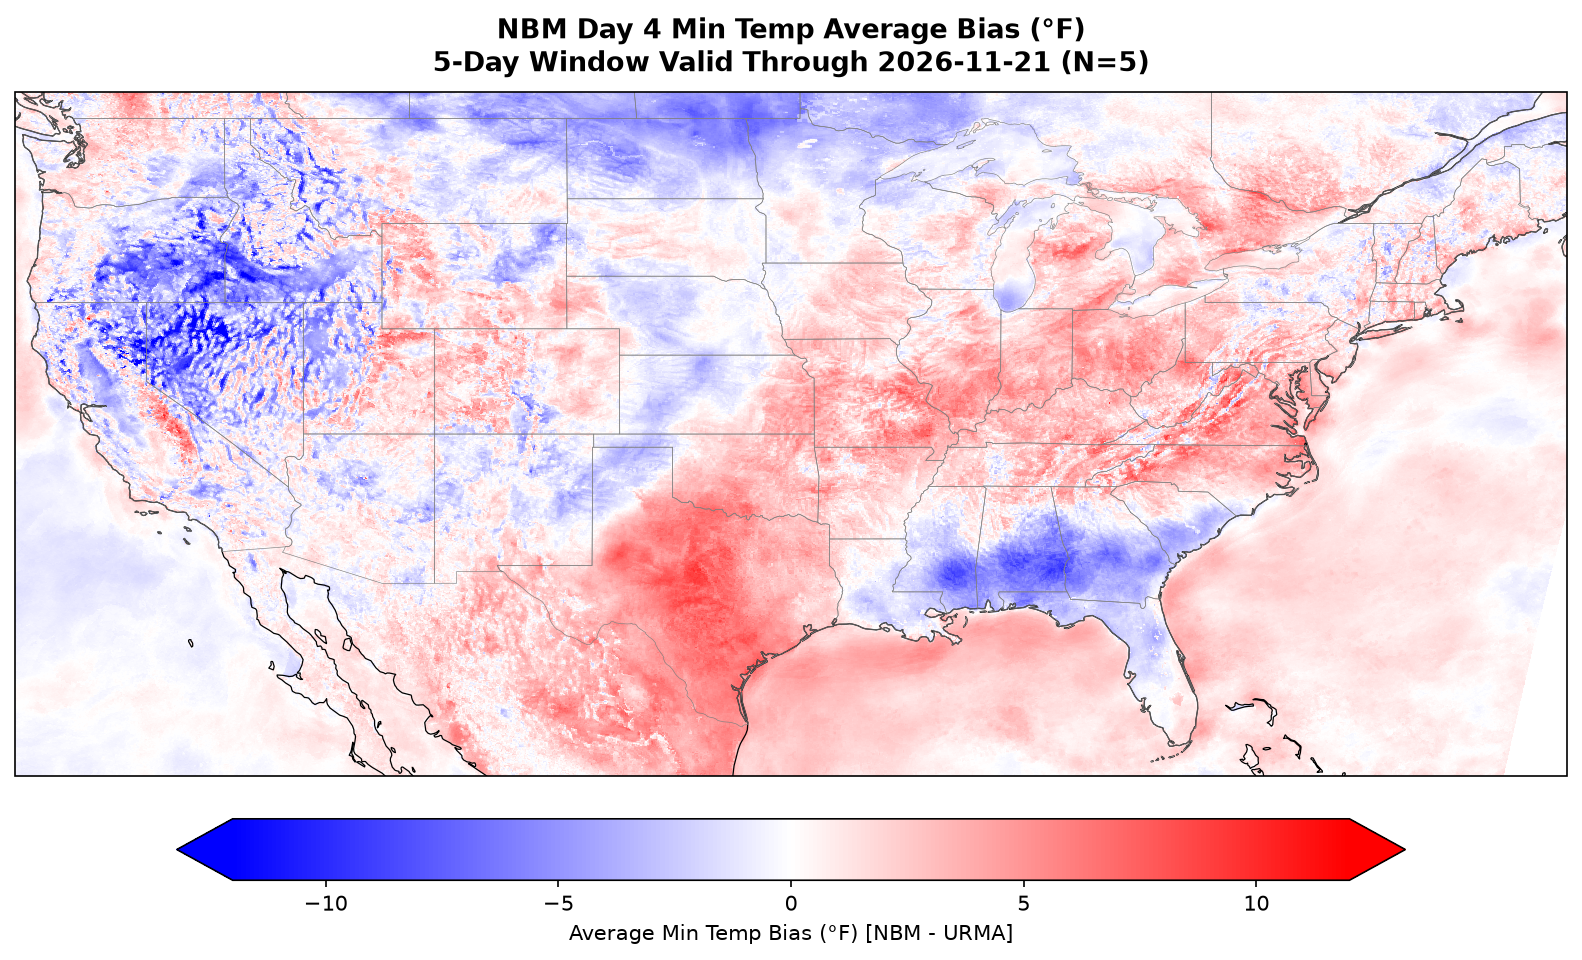 NBM Day 4 Min Temp Average Bias (°F)
5-Day Window Valid Through 2026-11-21 (N=5)
−10 −5 0 5 10
Average Min Temp Bias (°F) [NBM - URMA]